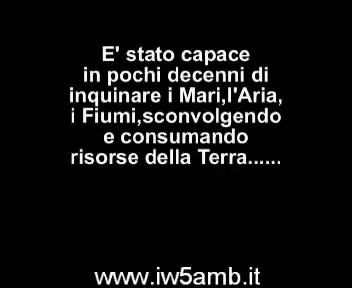 E' stato capace
in pochi decenni di
inquinare i Mari,l'Aria,
i Fiumi,sconvolgendo
e consumando
risorse della Terra......
www.iw5amb.it